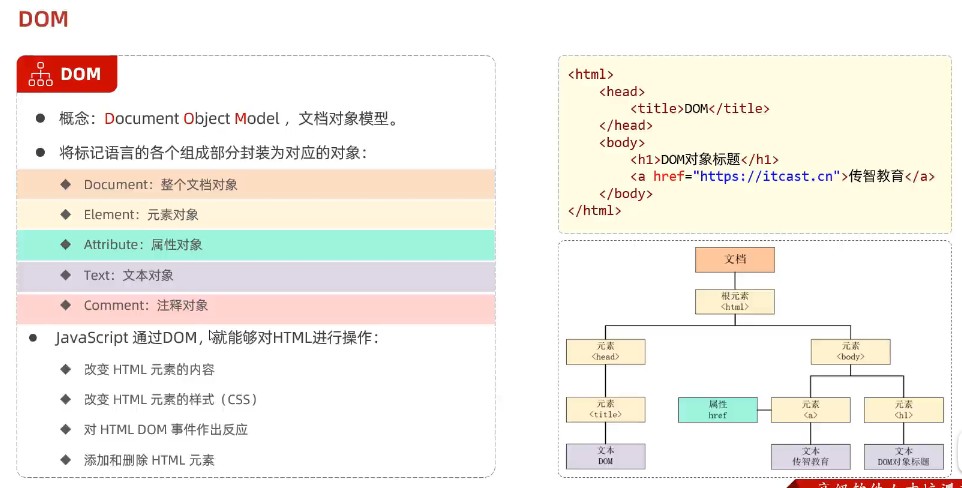 DOM
DOM
概念：Document Object Model ，文档对象模型。
将标记语言的各个组成部分封装为对应的对象：
Document：整个文档对象
Element：元素对象
Attribute：属性对象
Text：文本对象
Comment：注释对象
JavaScript 通过DOM，就能够对HTML进行操作：
改变 HTML 元素的内容
改变 HTML 元素的样式（CSS）
对 HTML DOM 事件作出反应
添加和删除 HTML 元素
<html>
<head>
<title>DOM</title>
</head>
<body>
<h1>DOM对象标题</h1>
<a href="https://itcast.cn">传智教育</a>
</body>
</html>
文档
根元素
<html>
元素
<head>
元素
<body>
元素
<title>
属性
href
元素
<a>
元素
<h1>
文本
DOM
文本
传智教育
文本
DOM对象标题